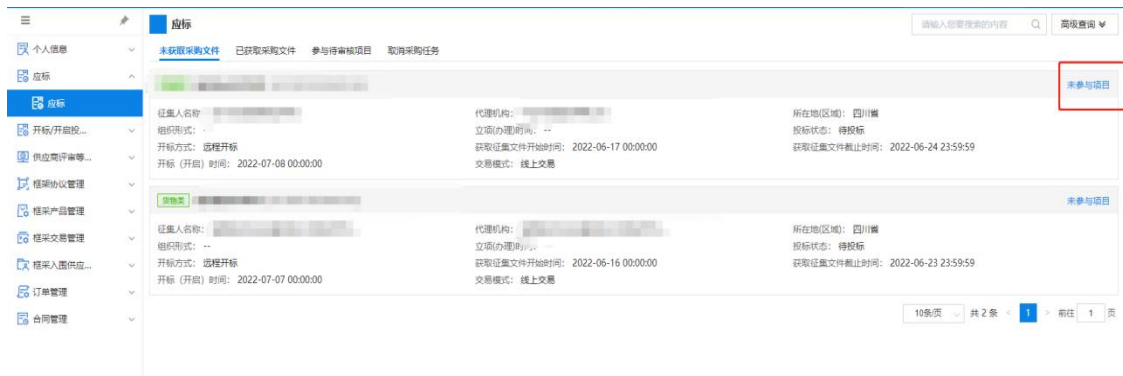 应标
请输入您要搜索的内容
高级查询
个人信息
未获取采购文件 已获取采购文件 参与待审核项目 取消采购任务
应标
未参与项目
应标
征集人名称
代理机构:
所在地(区域): 四川省
开标/开启投...
组织形式:
立项(办理)时间: --
投标状态: 待投标
开标方式: 远程开标
获取征集文件开始时间: 2022-06-17 00:00:00
获取征集文件截止时间: 2022-06-24 23:59:59
供应商评审等...
开标（开启）时间: 2022-07-08 00:00:00
交易模式: 线上交易
框架协议管理
货物类
未参与项目
框采产品管理
征集人名称:
代理机构:
所在地(区域): 四川省
框采交易管理
组织形式: --
立项(办理)时
投标状态: 待投标
框采入围供应...
开标方式: 远程开标
获取征集文件开始时间: 2022-06-16 00:00:00
获取征集文件截止时间: 2022-06-23 23:59:59
开标（开启）时间: 2022-07-07 00:00:00
交易模式: 线上交易
订单管理
10条/页 共 2 条 < 1 > 前往 1 页
合同管理